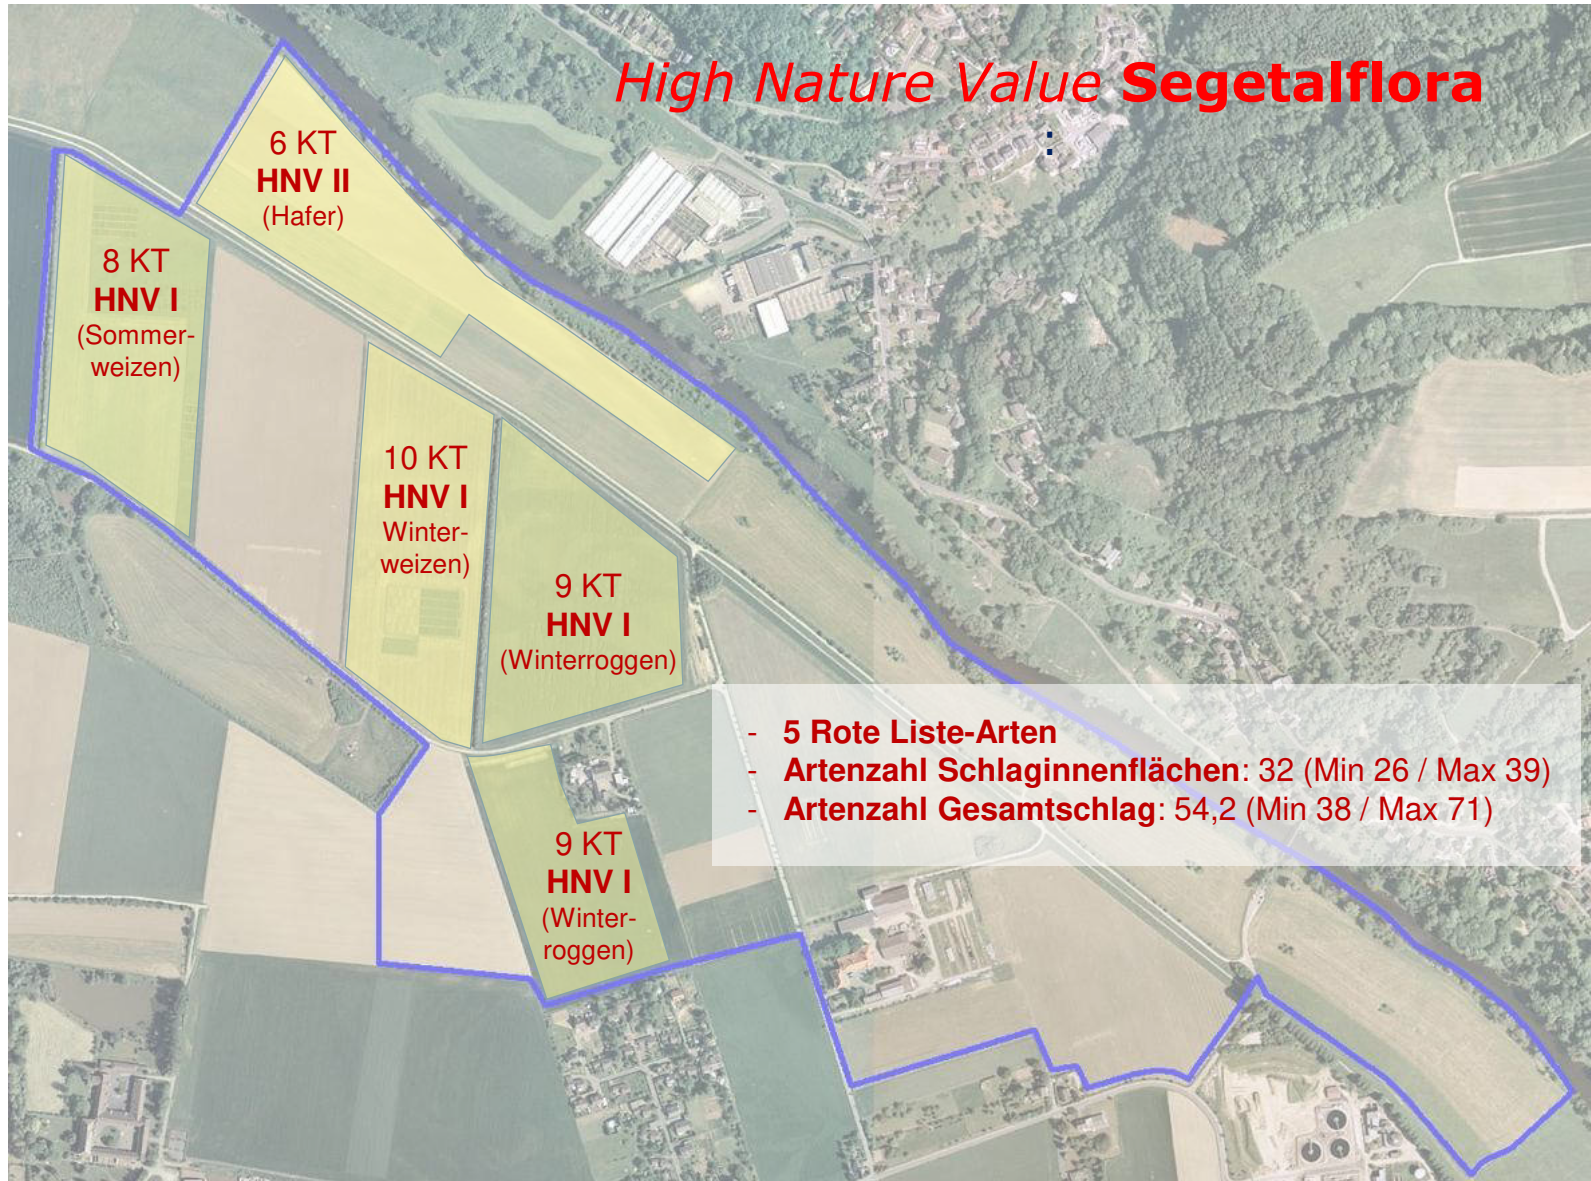 High Nature Value Segetalflora
:
6 KT
HNV II
(Hafer)
8 KT
HNV I
(Sommer-
weizen)
10 KT
HNV I
Winter-
weizen)
9 KT
HNV I
(Winterroggen)
- 5 Rote Liste-Arten
- Artenzahl Schlaginnenflächen: 32 (Min 26 / Max 39)
- Artenzahl Gesamtschlag: 54,2 (Min 38 / Max 71)
9 KT
HNV I
(Winter-
roggen)